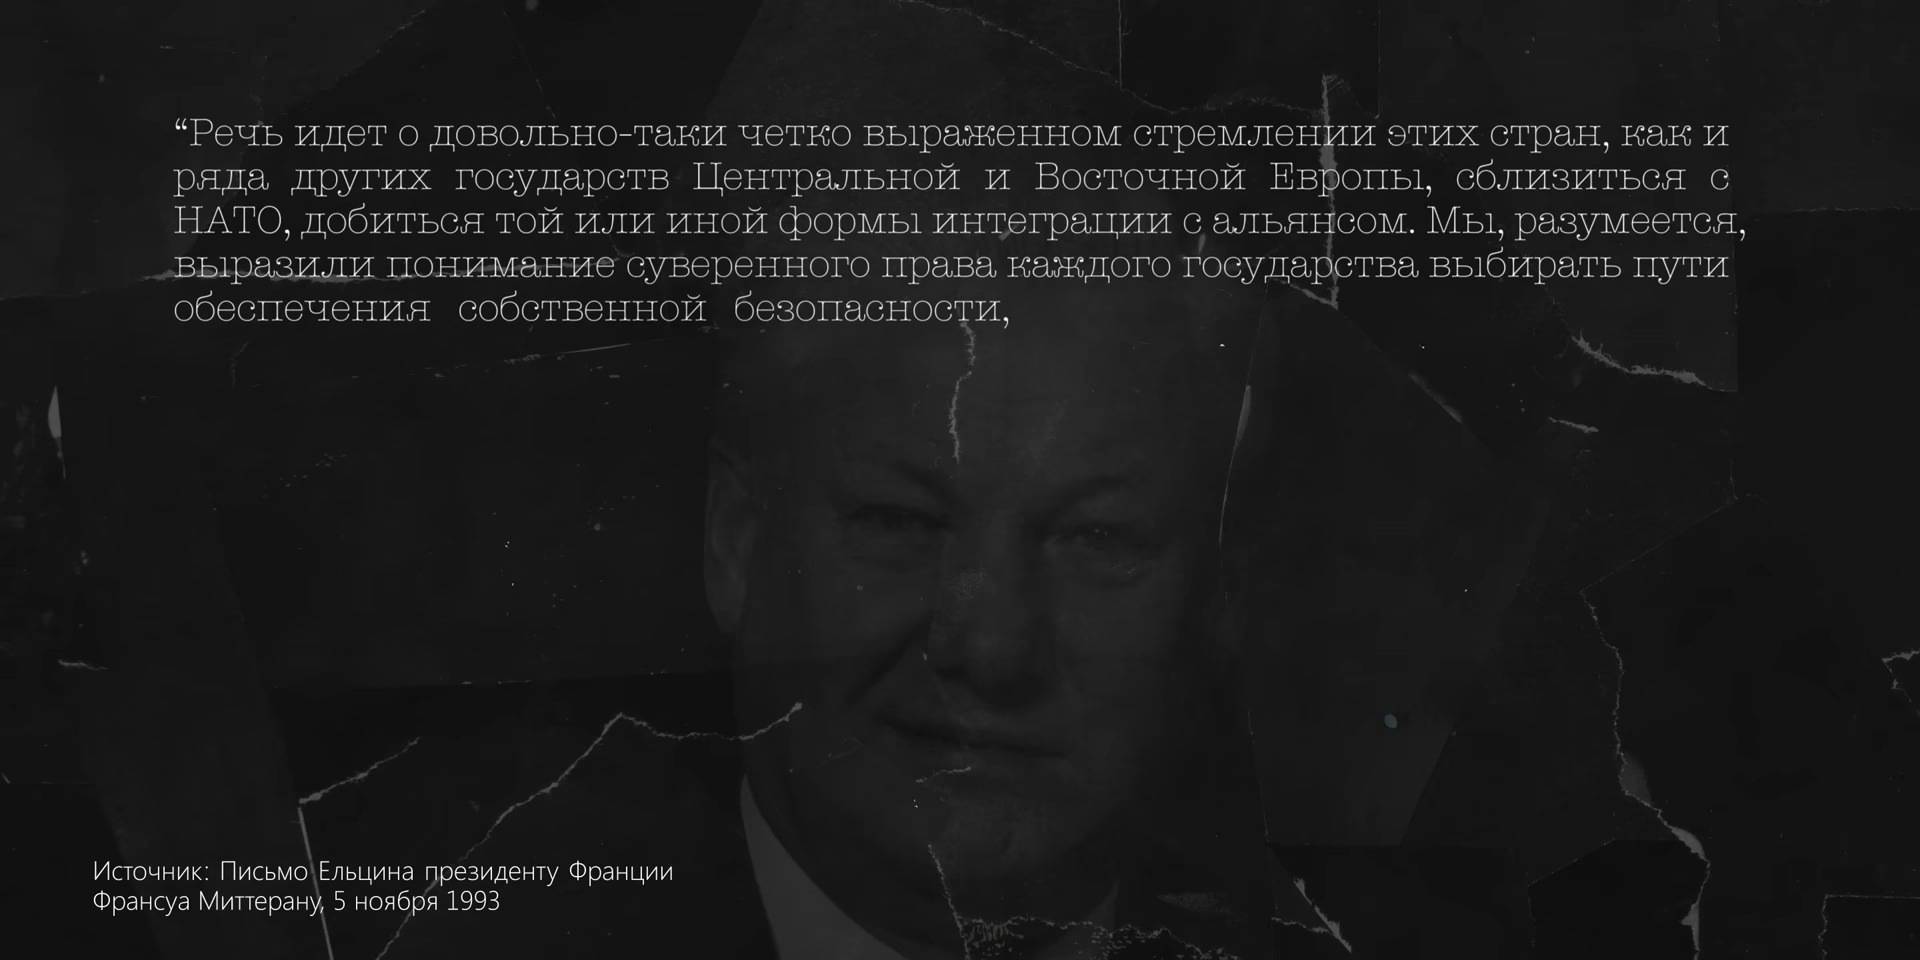 “Речь идет о довольно-таки четко выраженном стремлении этих стран, как и
ряда других государств Центральной и Восточной Европы, сблизиться с
НАТО, добиться той или иной формы интеграции с альянсом. Мы, разумеется,
выразили понимание суверенного права каждого государства выбирать пути
обеспечения собственной безопасности,
Источник: Письмо Ельцина президенту Франции
Франсуа Миттерану, 5 ноября 1993